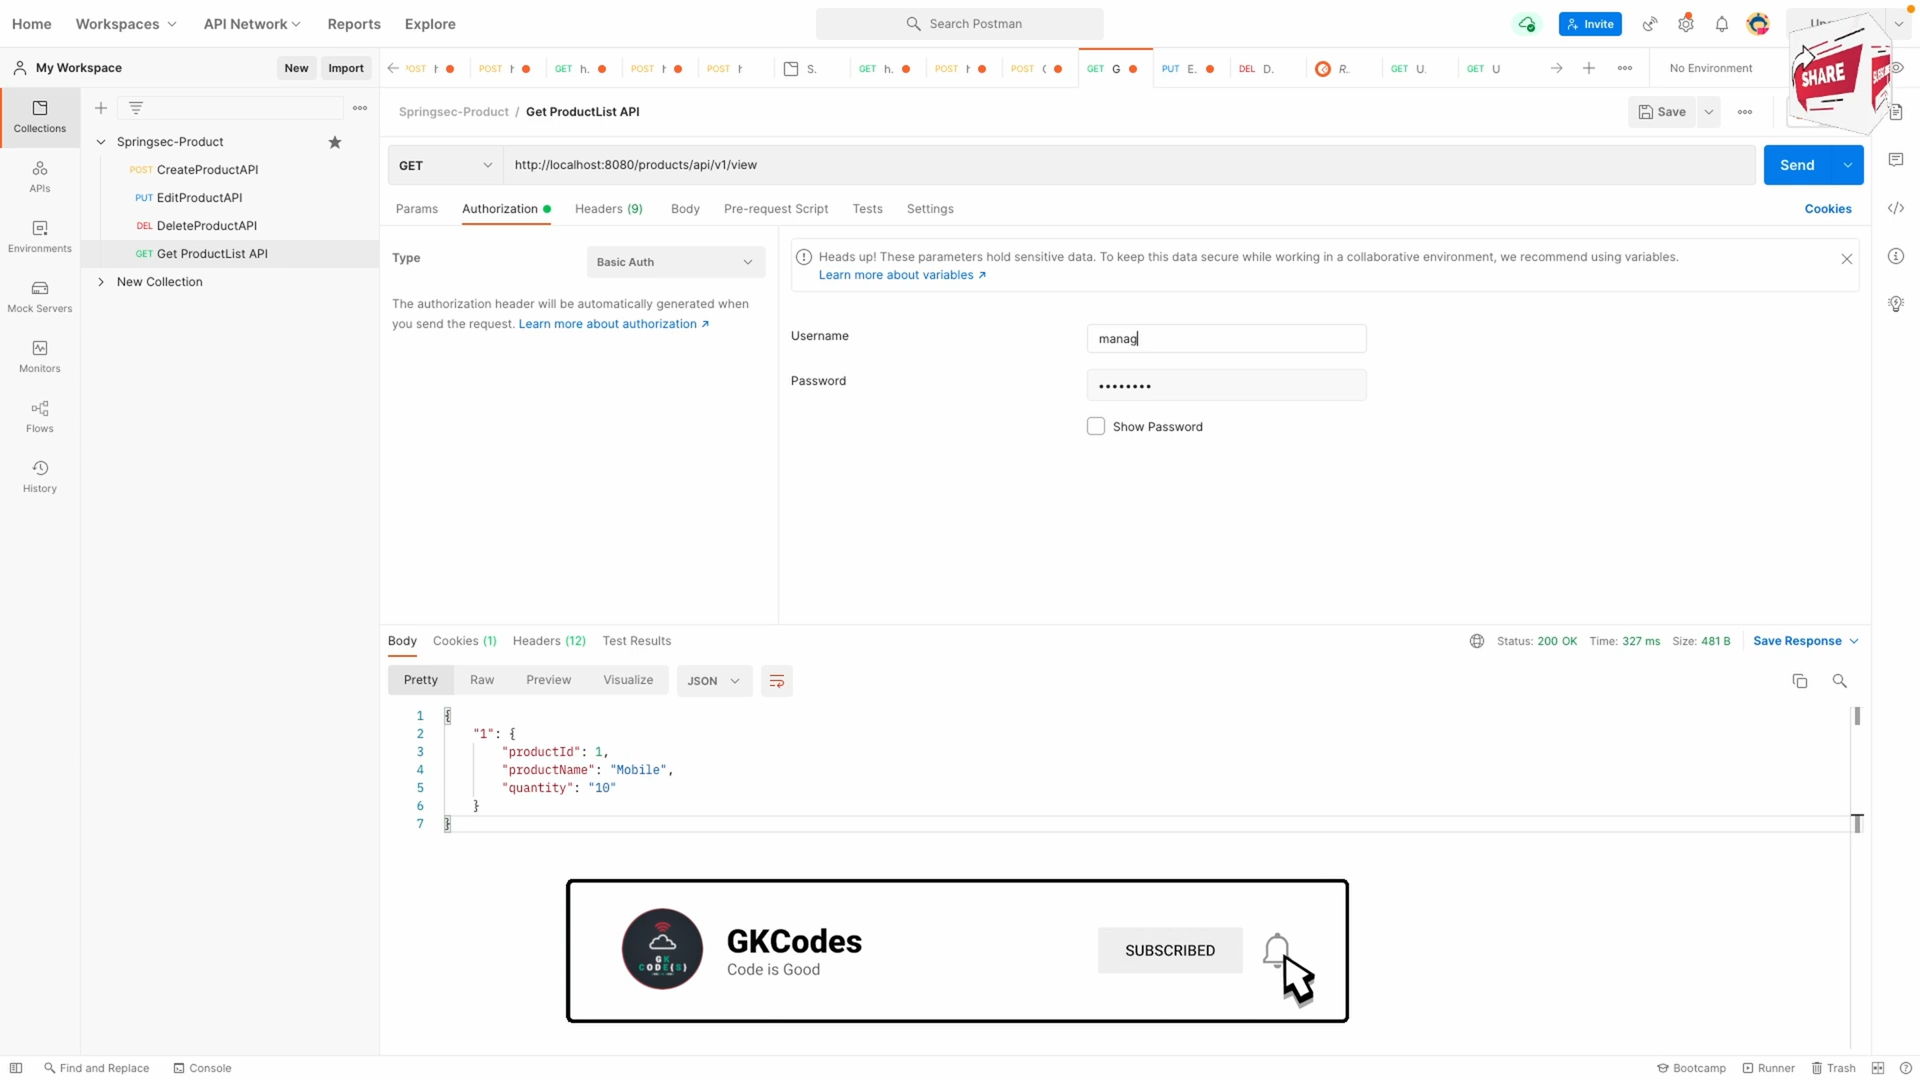 Home Workspaces API Network Reports Explore Search Postman Invite
My Workspace New Import
POST POST GET h. POST POST S. GET h. POST POST GET G PUT E. DEL D. R. GET U. GET U No Environment
SHARE
Collections
APIs
Environments
Mock Servers
Monitors
Flows
History
Springsec-Product
POST CreateProductAPI
PUT EditProductAPI
DEL DeleteProductAPI
GET Get ProductList API
New Collection
Springsec-Product / Get ProductList API Save
GET http://localhost:8080/products/api/v1/view Send
Params Authorization Headers (9) Body Pre-request Script Tests Settings Cookies
Type Basic Auth
The authorization header will be automatically generated when
you send the request. Learn more about authorization ↗
Heads up! These parameters hold sensitive data. To keep this data secure while working in a collaborative environment, we recommend using variables.
Learn more about variables ↗
Username manag
Password ••••••••
Show Password
Body Cookies (1) Headers (12) Test Results Status: 200 OK Time: 327 ms Size: 481 B Save Response
Pretty Raw Preview Visualize JSON
1 {
2 "1": {
3 "productId": 1,
4 "productName": "Mobile",
5 "quantity": "10"
6 }
7 }
GK
CODE{S}
GKCodes
Code is Good
SUBSCRIBED
Find and Replace Console Bootcamp Runner Trash